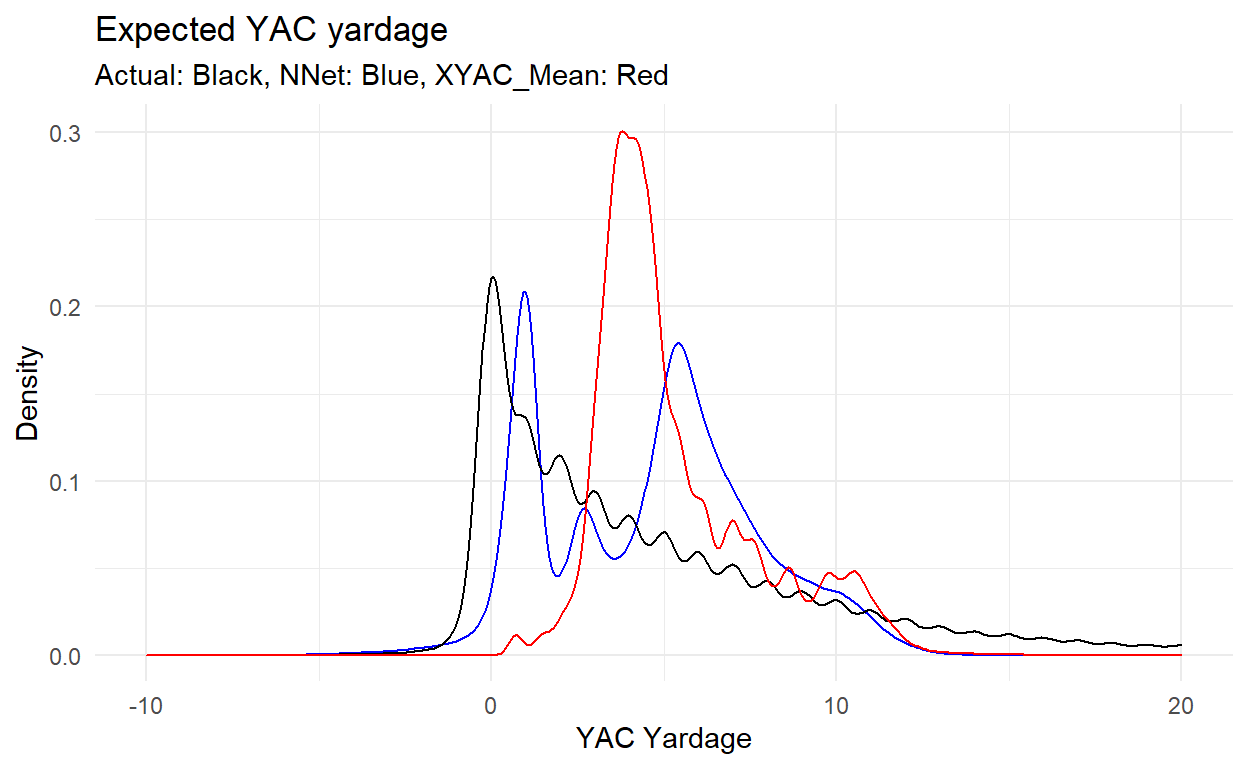 Expected YAC yardage
Actual: Black, NNet: Blue, XYAC_Mean: Red
0.3
0.2
0.1
0.0
Density
-10
0
10
20
YAC Yardage